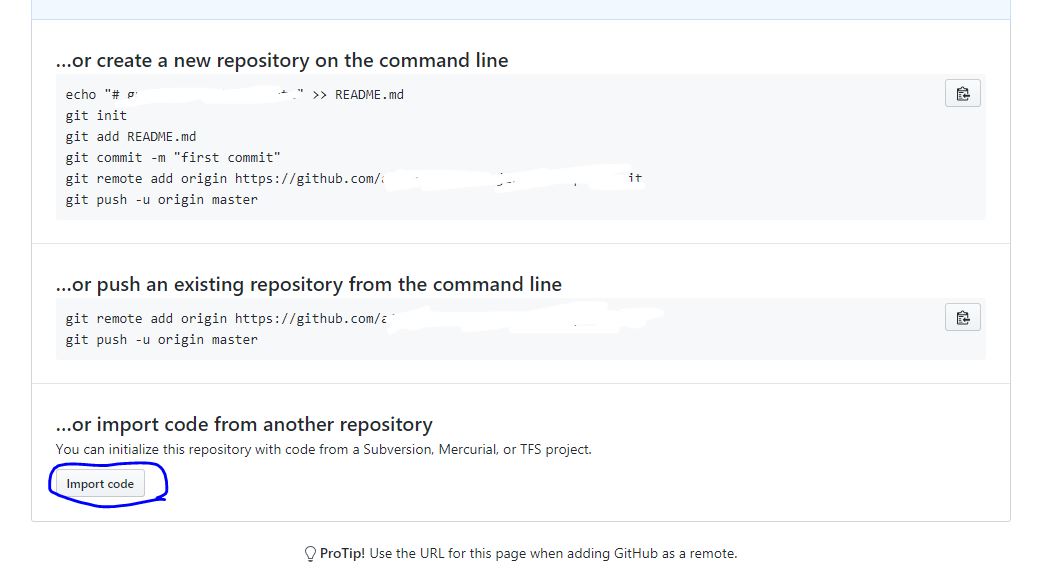 ...or create a new repository on the command line
echo "# " >> README.md
git init
git add README.md
git commit -m "first commit"
git remote add origin https://github.com/
git push -u origin master
...or push an existing repository from the command line
git remote add origin https://github.com/a
git push -u origin master
...or import code from another repository
You can initialize this repository with code from a Subversion, Mercurial, or TFS project.
Import code
ProTip! Use the URL for this page when adding GitHub as a remote.